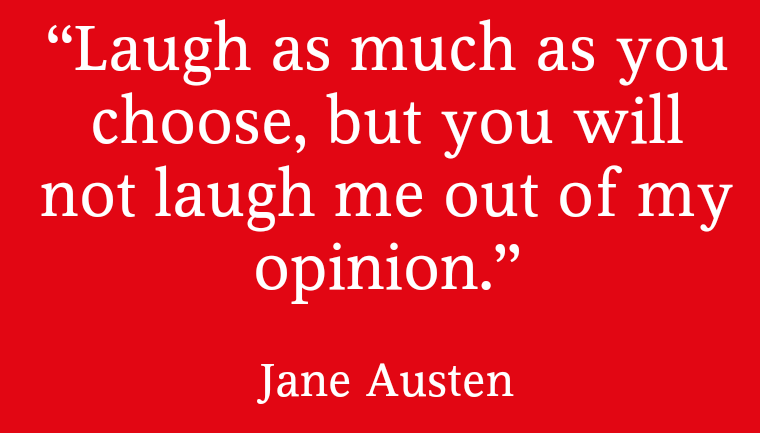 “Laugh as much as you
choose, but you will
not laugh me out of my
opinion.”
Jane Austen